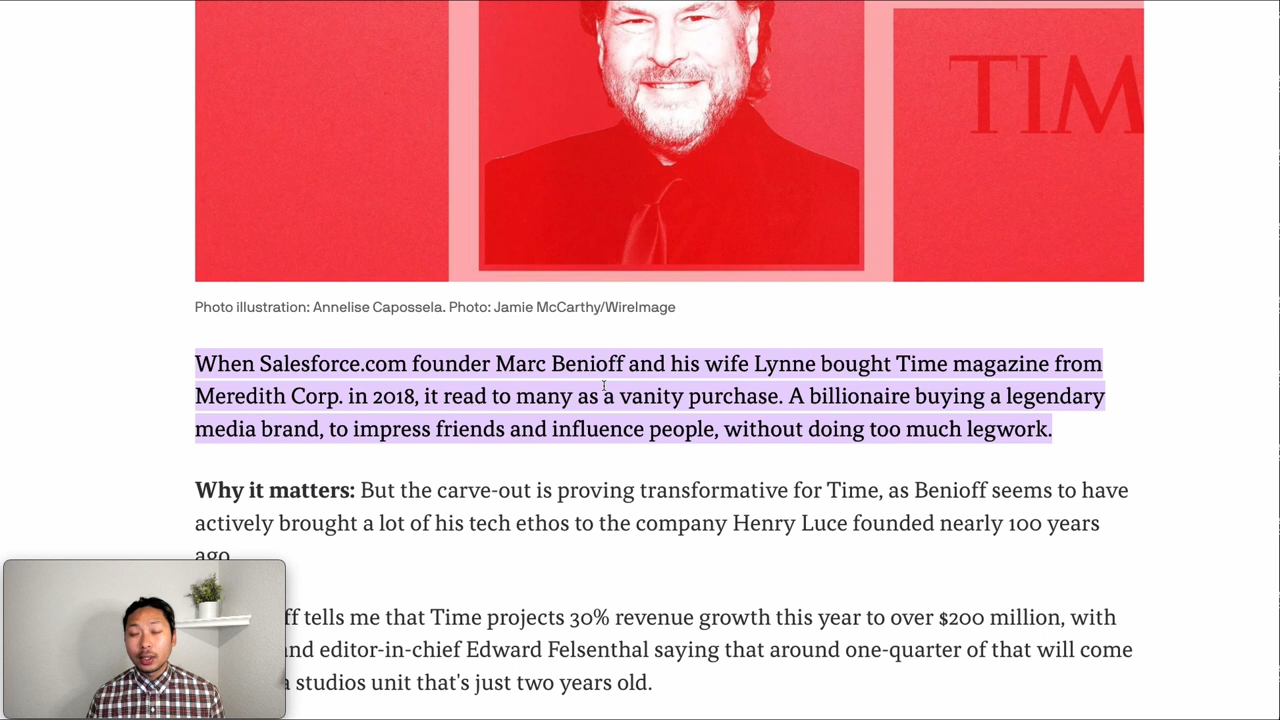 TIM
Photo illustration: Annelise Capossela. Photo: Jamie McCarthy/WireImage
When Salesforce.com founder Marc Benioff and his wife Lynne bought Time magazine from
Meredith Corp. in 2018, it read to many as a vanity purchase. A billionaire buying a legendary
media brand, to impress friends and influence people, without doing too much legwork.
Why it matters: But the carve-out is proving transformative for Time, as Benioff seems to have
actively brought a lot of his tech ethos to the company Henry Luce founded nearly 100 years
ago.
ff tells me that Time projects 30% revenue growth this year to over $200 million, with
and editor-in-chief Edward Felsenthal saying that around one-quarter of that will come
a studios unit that's just two years old.